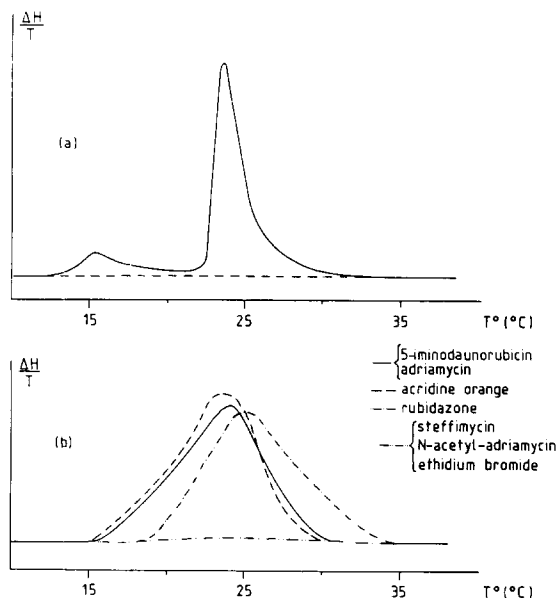 ΔH
T
(a)
15
25
35
T°(°C)
ΔH
T
(b)
5-iminodaunorubicin
adriamycin
acridine orange
rubidazone
steffimycin
N-acetyl-adriamycin
ethidium bromide
15
25
35
T°(°C)